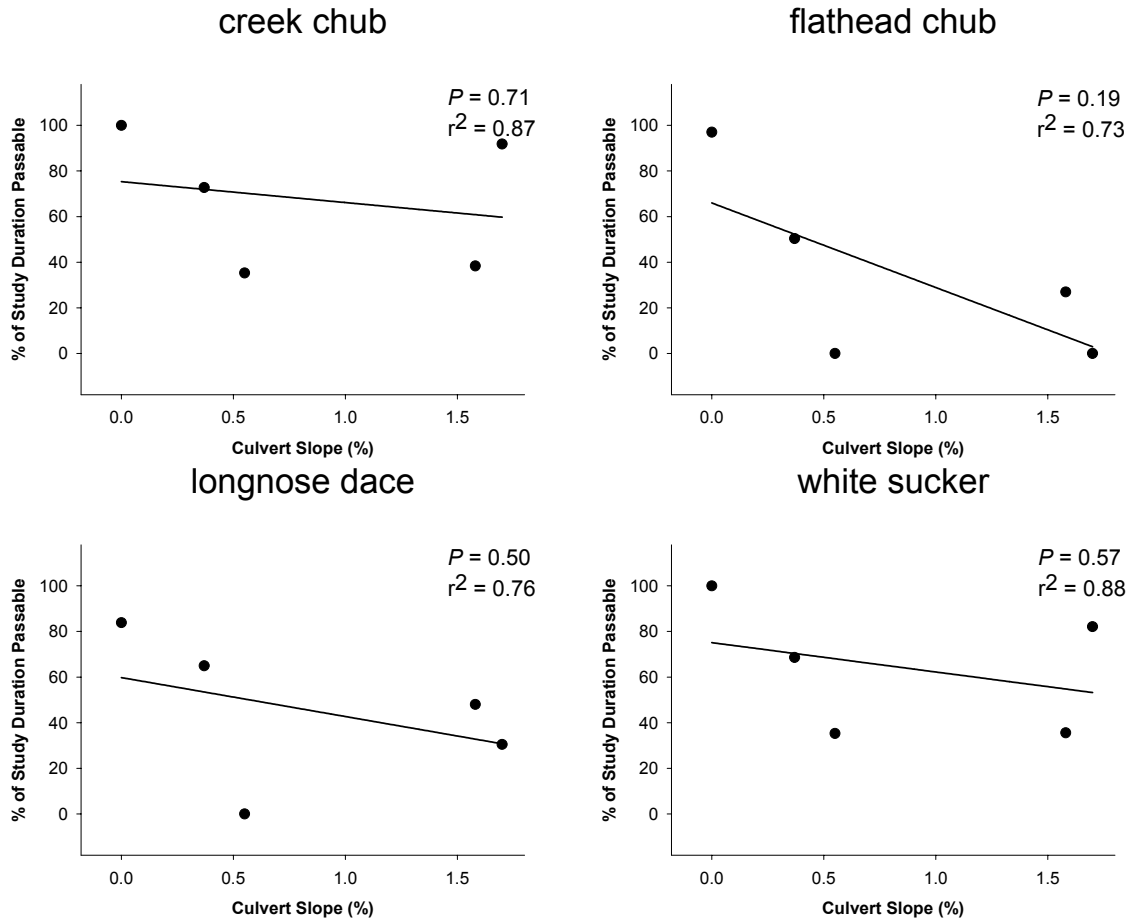 creek chub
P = 0.71
r2 = 0.87
% of Study Duration Passable
100
80
60
40
20
0
0.0 0.5 1.0 1.5
Culvert Slope (%)
flathead chub
P = 0.19
r2 = 0.73
% of Study Duration Passable
100
80
60
40
20
0
0.0 0.5 1.0 1.5
Culvert Slope (%)
longnose dace
P = 0.50
r2 = 0.76
% of Study Duration Passable
100
80
60
40
20
0
0.0 0.5 1.0 1.5
Culvert Slope (%)
white sucker
P = 0.57
r2 = 0.88
% of Study Duration Passable
100
80
60
40
20
0
0.0 0.5 1.0 1.5
Culvert Slope (%)